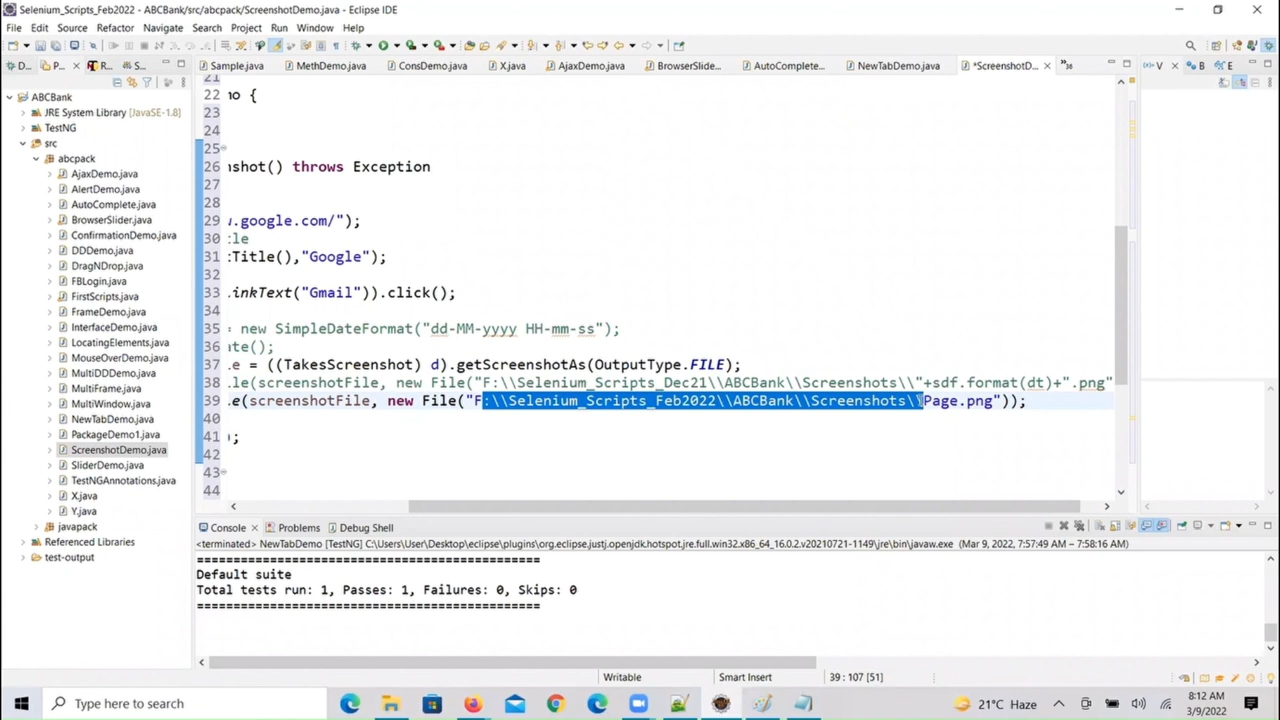 Selenium_Scripts_Feb2022 - ABCBank/src/abcpack/ScreenshotDemo.java - Eclipse IDE
File Edit Source Refactor Navigate Search Project Run Window Help
D... P... R... S... Sample.java MethDemo.java ConsDemo.java X.java AjaxDemo.java BrowserSlide... AutoComplete... NewTabDemo.java *ScreenshotD... 36 V B E
ABCBank
JRE System Library [JavaSE-1.8]
TestNG
src
abcpack
AjaxDemo.java
AlertDemo.java
AutoComplete.java
BrowserSlider.java
ConfirmationDemo.java
DDDemo.java
DragNDrop.java
FBLogin.java
FirstScripts.java
FrameDemo.java
InterfaceDemo.java
LocatingElements.java
MouseOverDemo.java
MultiDDDemo.java
MultiFrame.java
MultiWindow.java
NewTabDemo.java
PackageDemo1.java
ScreenshotDemo.java
SliderDemo.java
TestNGAnnotations.java
X.java
Y.java
javapack
Referenced Libraries
test-output
21
22 mo {
23
24
25
26 nshot() throws Exception
27
28
29 w.google.com/");
30 tle
31 tTitle(),"Google");
32
33 inkText("Gmail")).click();
34
35 = new SimpleDateFormat("dd-MM-yyyy HH-mm-ss");
36 ate();
37 le = ((TakesScreenshot) d).getScreenshotAs(OutputType.FILE);
38 ile(screenshotFile, new File("F:\\Selenium_Scripts_Dec21\\ABCBank\\Screenshots\\"+sdf.format(dt)+".png"
39 le(screenshotFile, new File("F:\\Selenium_Scripts_Feb2022\\ABCBank\\Screenshots\\Page.png"));
40
41 ;
42
43
44
Console Problems Debug Shell
<terminated> NewTabDemo [TestNG] C:\Users\User\Desktop\eclipse\plugins\org.eclipse.justj.openjdk.hotspot.jre.full.win32.x86_64_16.0.2.v20210721-1149\jre\bin\javaw.exe (Mar 9, 2022, 7:57:49 AM – 7:58:16 AM)
===============================================
Default suite
Total tests run: 1, Passes: 1, Failures: 0, Skips: 0
===============================================
Writable Smart Insert 39 : 107 [51]
Type here to search 21°C Haze 8:12 AM
3/9/2022